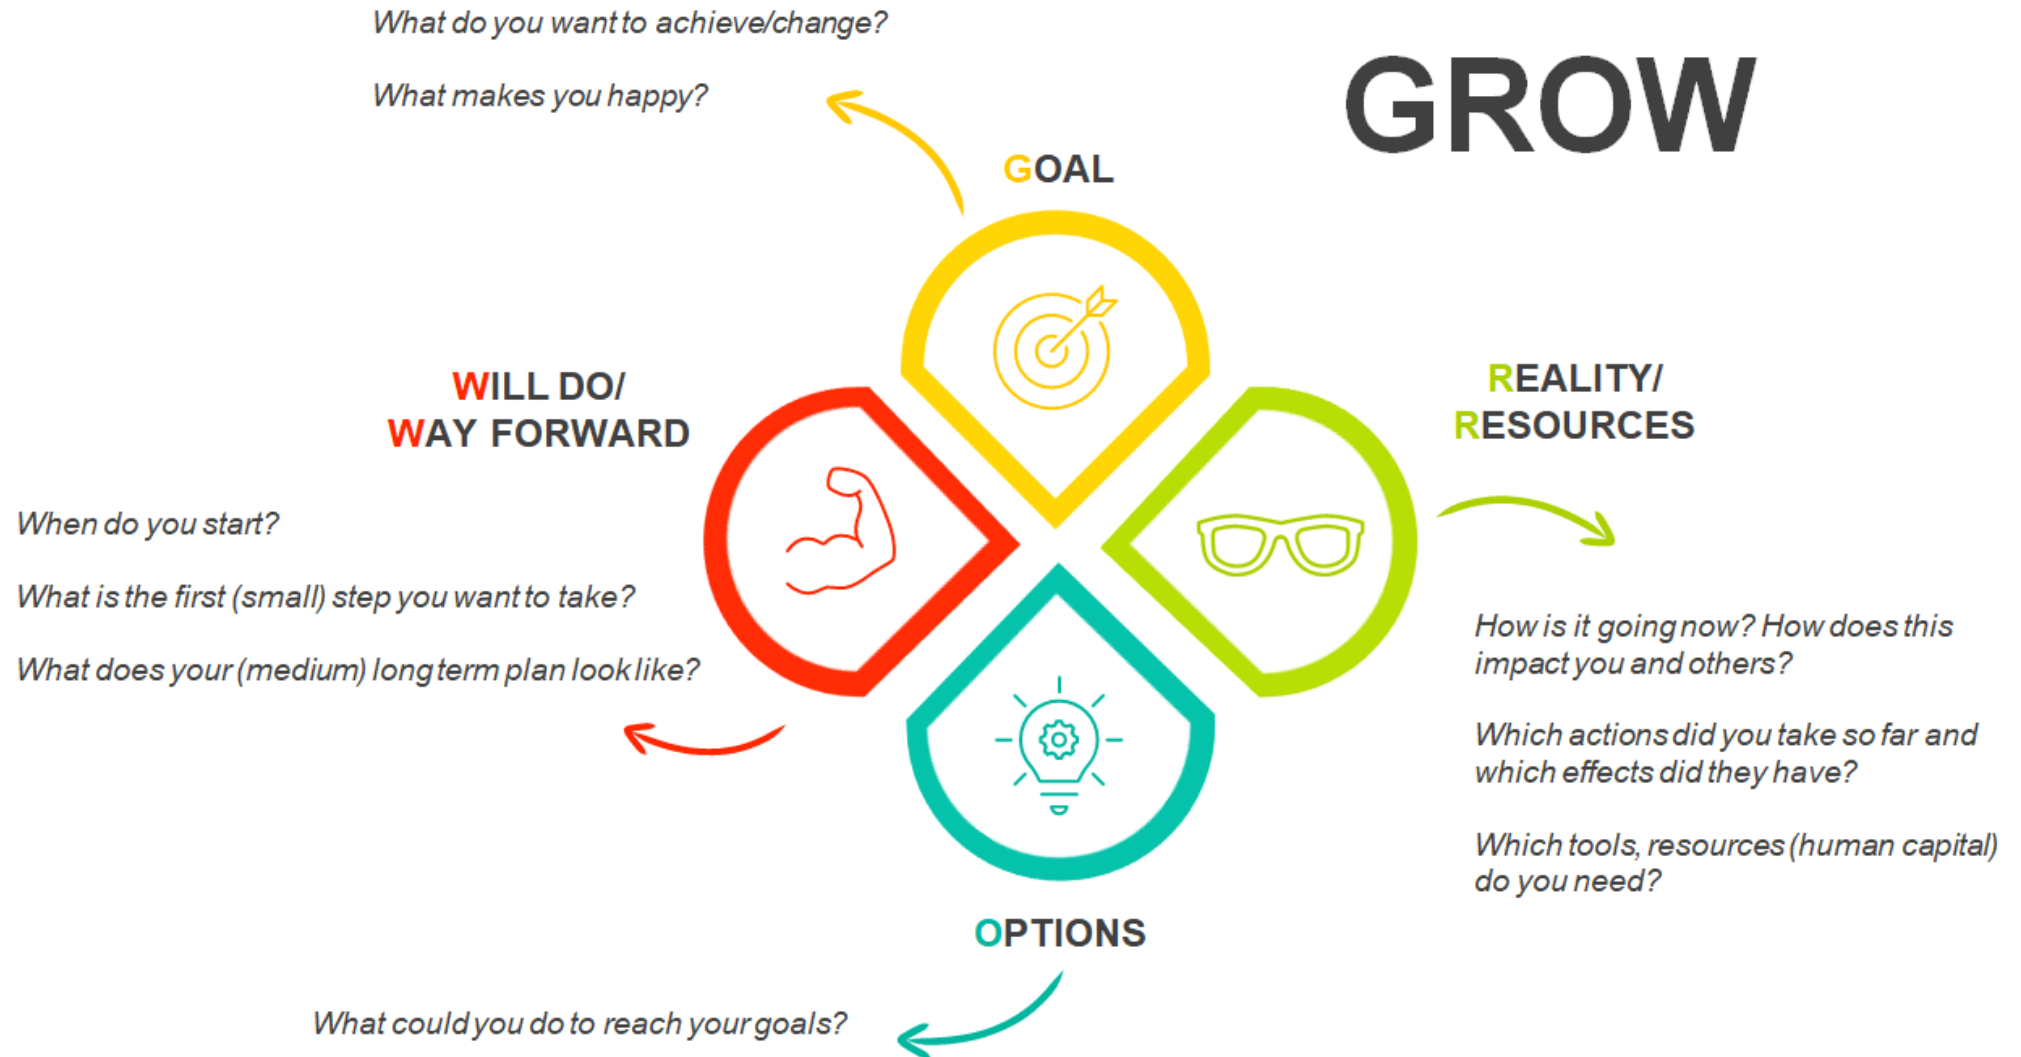 What do you want to achieve/change?
What makes you happy?
GROW
GOAL
WILL DO/
WAY FORWARD
REALITY/
RESOURCES
When do you start?
What is the first (small) step you want to take?
What does your (medium) long term plan look like?
How is it going now? How does this
impact you and others?
Which actions did you take so far and
which effects did they have?
Which tools, resources (human capital)
do you need?
OPTIONS
What could you do to reach your goals?